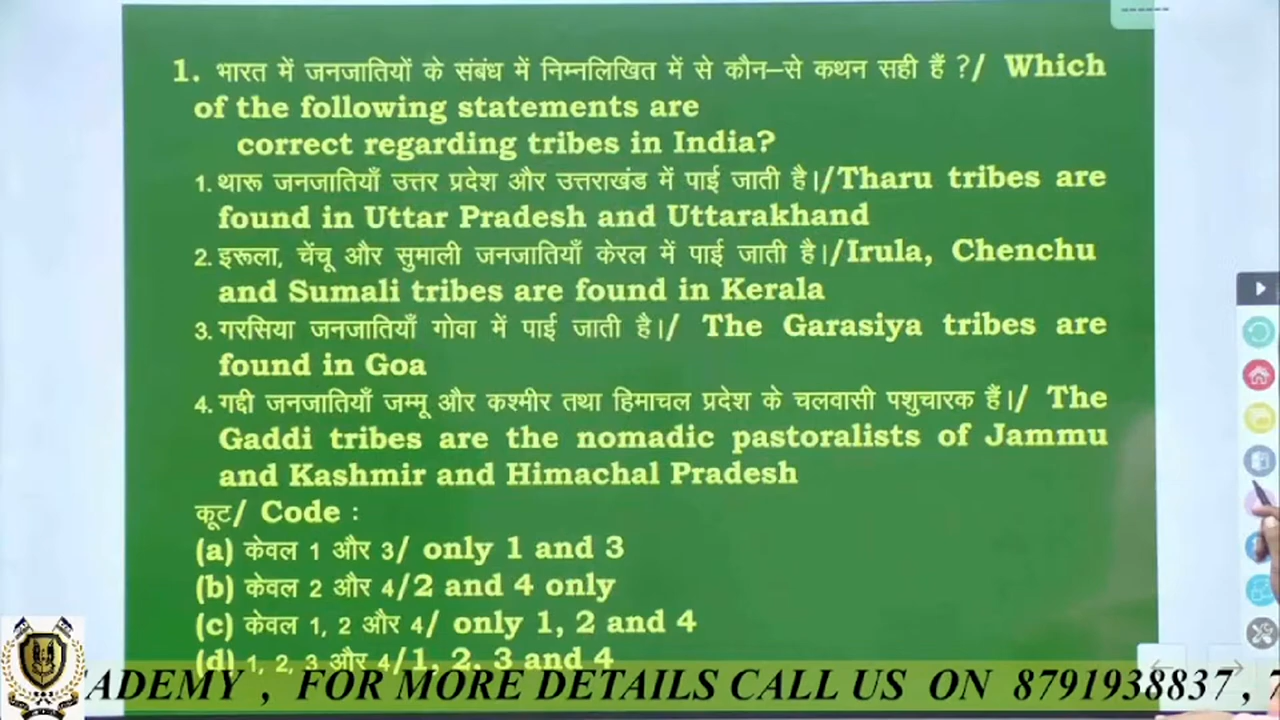 1. भारत में जनजातियों के संबंध में निम्नलिखित में से कौन–से कथन सही हैं ?/ Which
of the following statements are
correct regarding tribes in India?
1. थारू जनजातियाँ उत्तर प्रदेश और उत्तराखंड में पाई जाती है।/Tharu tribes are
found in Uttar Pradesh and Uttarakhand
2. इरूला, चेंचू और सुमाली जनजातियाँ केरल में पाई जाती है।/Irula, Chenchu
and Sumali tribes are found in Kerala
3. गरसिया जनजातियाँ गोवा में पाई जाती है।/ The Garasiya tribes are
found in Goa
4. गद्दी जनजातियाँ जम्मू और कश्मीर तथा हिमाचल प्रदेश के चलवासी पशुचारक हैं।/ The
Gaddi tribes are the nomadic pastoralists of Jammu
and Kashmir and Himachal Pradesh
कूट/ Code :
(a) केवल 1 और 3/ only 1 and 3
(b) केवल 2 और 4/2 and 4 only
(c) केवल 1, 2 और 4/ only 1, 2 and 4
(d) 1, 2, 3 और 4/1, 2, 3 and 4
ADEMY , FOR MORE DETAILS CALL US ON 8791938837 , 7